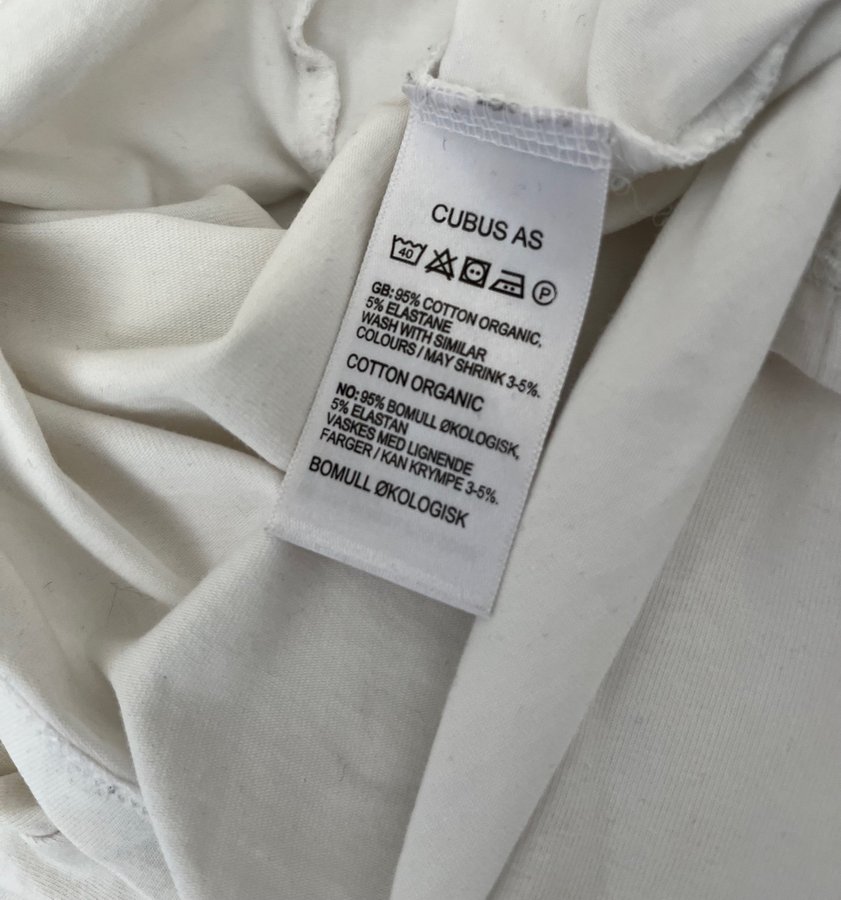 CUBUS AS
40 P
GB: 95% COTTON ORGANIC,
5% ELASTANE
WASH WITH SIMILAR
COLOURS / MAY SHRINK 3-5%.
COTTON ORGANIC
NO: 95% BOMULL ØKOLOGISK,
5% ELASTAN
VASKES MED LIGNENDE
FARGER / KAN KRYMPE 3-5%.
BOMULL ØKOLOGISK